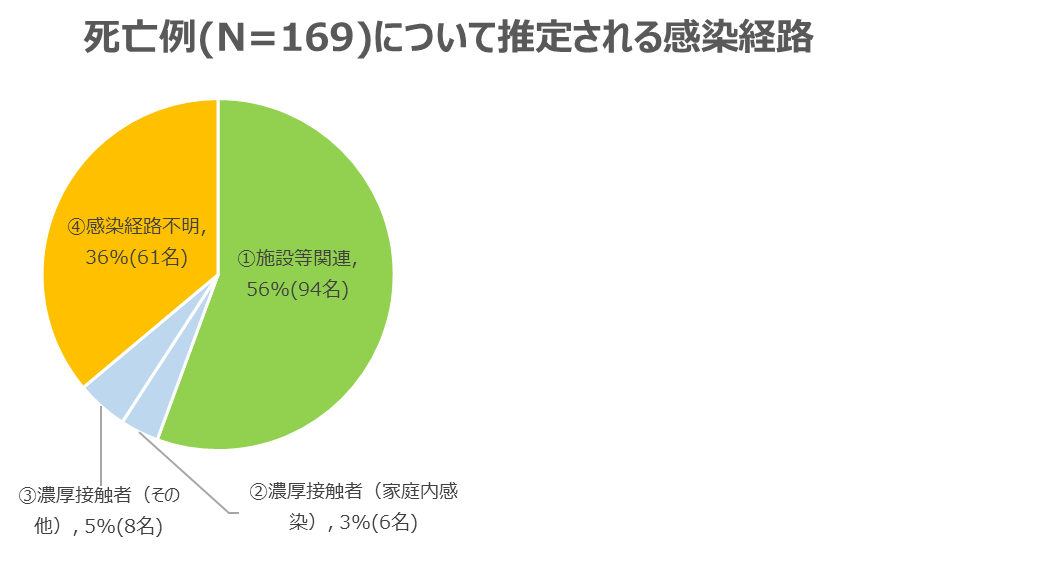 死亡例(N=169)について推定される感染経路
④感染経路不明,
36%(61名)
①施設等関連,
56%(94名)
③濃厚接触者（その
他）, 5%(8名)
②濃厚接触者（家庭内感
染）, 3%(6名)